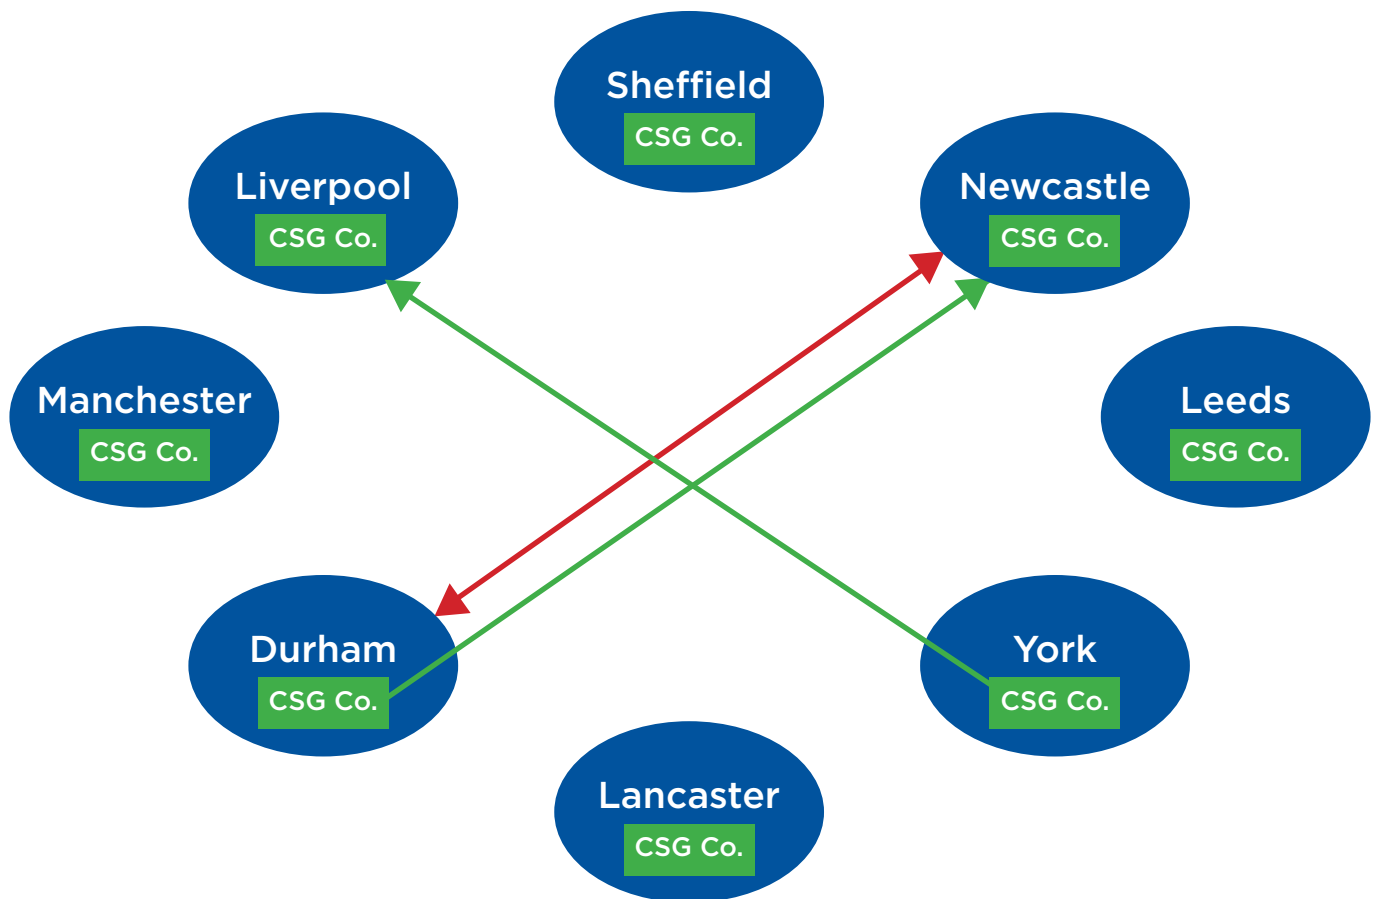 Sheffield
CSG Co.
Liverpool
CSG Co.
Newcastle
CSG Co.
Manchester
CSG Co.
Leeds
CSG Co.
Durham
CSG Co.
York
CSG Co.
Lancaster
CSG Co.